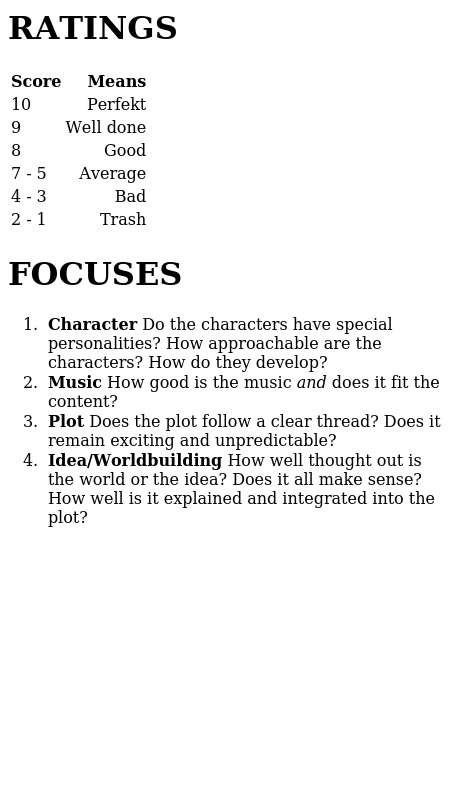 RATINGS
Score Means
10 Perfekt
9 Well done
8 Good
7 - 5 Average
4 - 3 Bad
2 - 1 Trash
FOCUSES
1. Character Do the characters have special
personalities? How approachable are the
characters? How do they develop?
2. Music How good is the music and does it fit the
content?
3. Plot Does the plot follow a clear thread? Does it
remain exciting and unpredictable?
4. Idea/Worldbuilding How well thought out is
the world or the idea? Does it all make sense?
How well is it explained and integrated into the
plot?